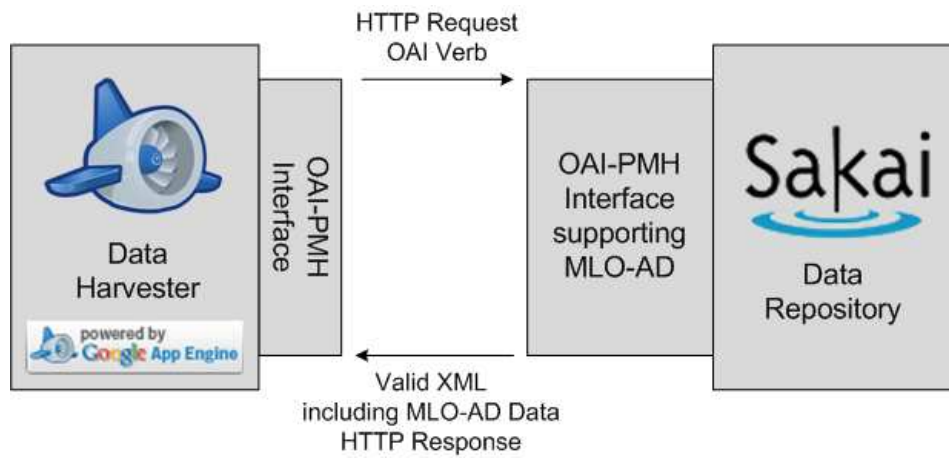 HTTP Request
OAI Verb
Data
Harvester
powered by
Google App Engine
OAI-PMH
Interface
OAI-PMH
Interface
supporting
MLO-AD
Sakai
Data
Repository
Valid XML
including MLO-AD Data
HTTP Response